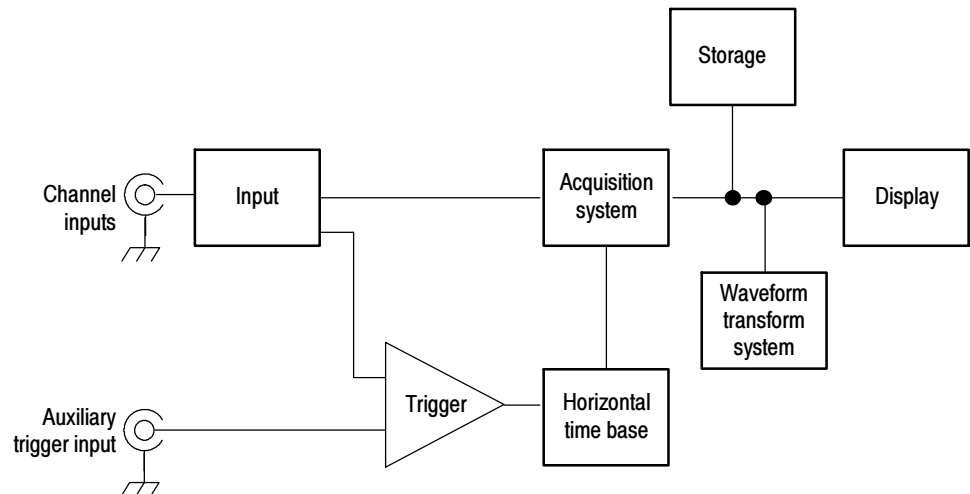 Storage
Channel
inputs
Input
Acquisition
system
Display
Waveform
transform
system
Auxiliary
trigger input
Trigger
Horizontal
time base